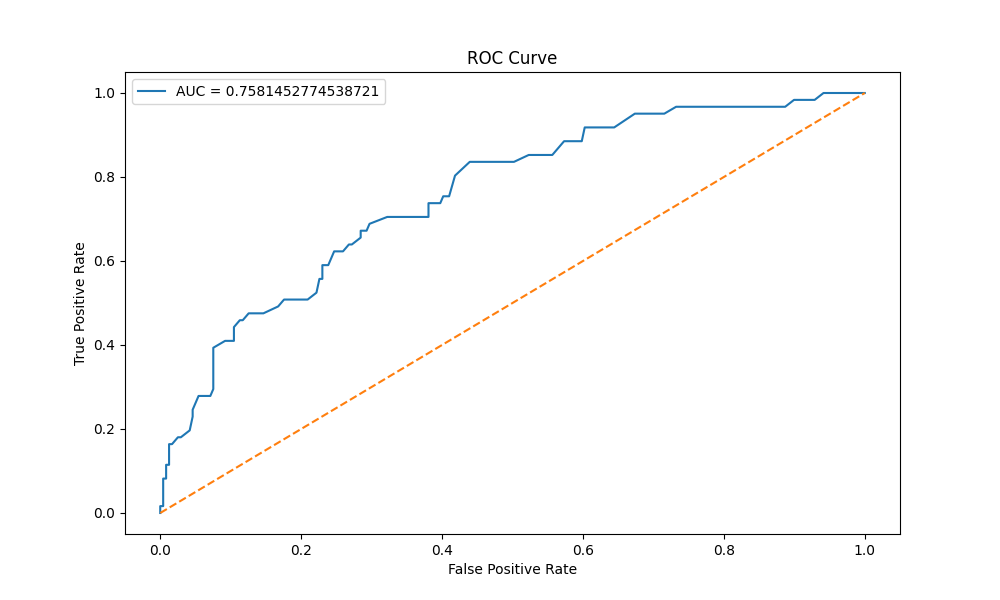 ROC Curve
AUC = 0.7581452774538721
True Positive Rate
1.0
0.8
0.6
0.4
0.2
0.0
0.0 0.2 0.4 0.6 0.8 1.0
False Positive Rate